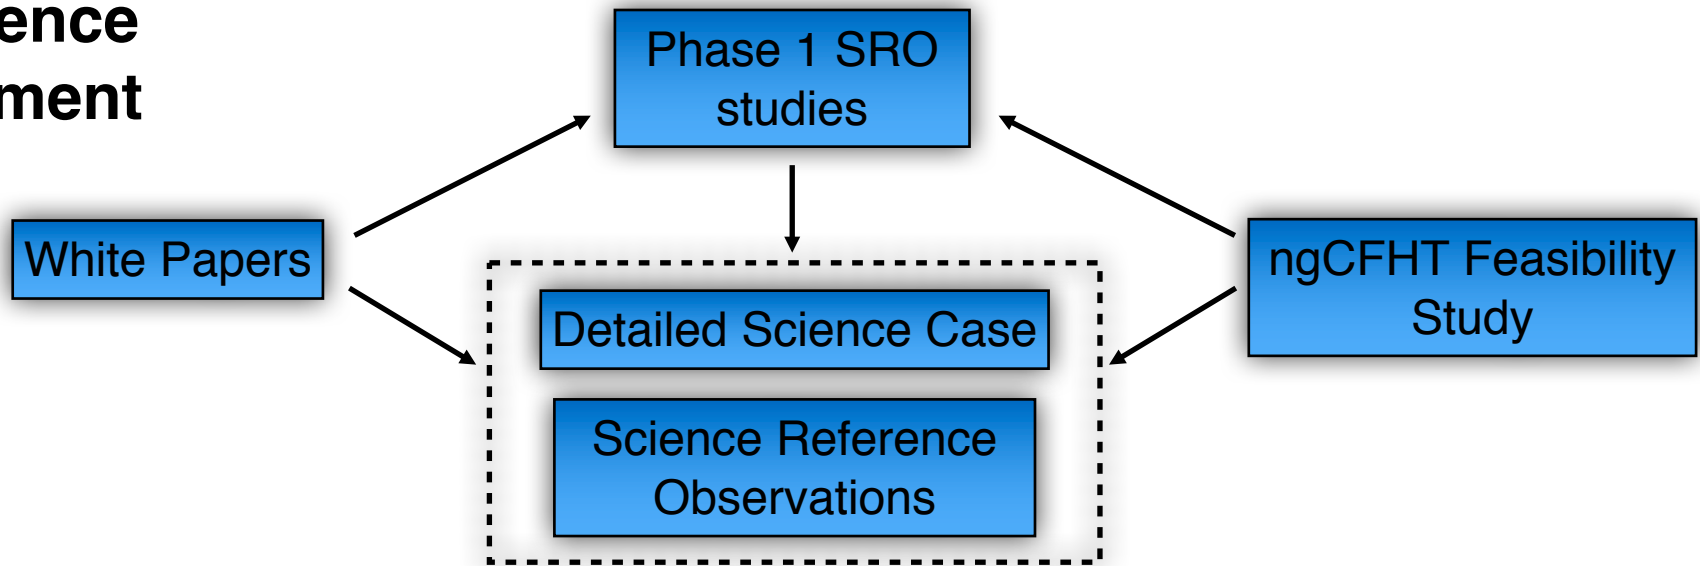 ence
ment
Phase 1 SRO
studies
White Papers
ngCFHT Feasibility
Study
Detailed Science Case
Science Reference
Observations